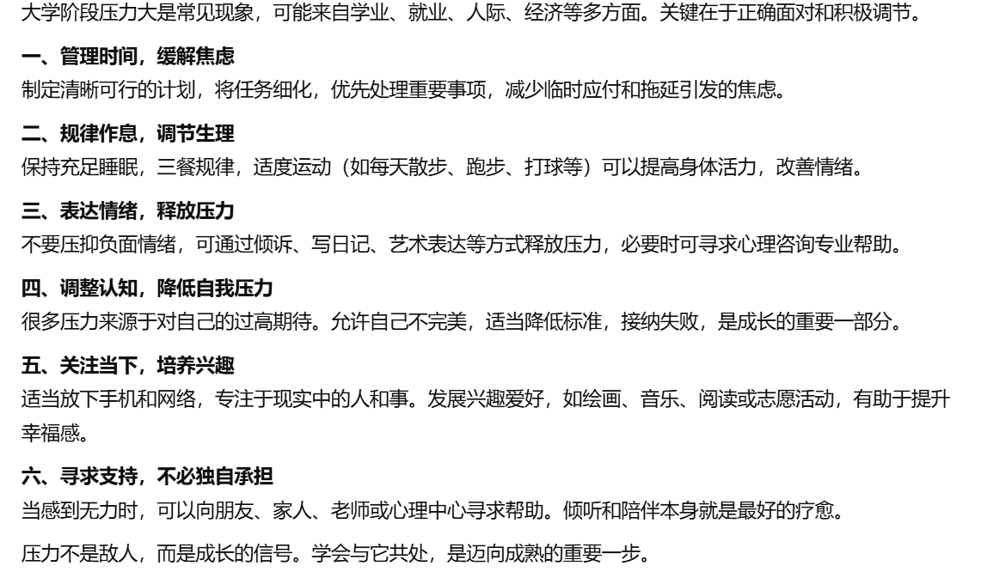 大学阶段压力大是常见现象，可能来自学业、就业、人际、经济等多方面。关键在于正确面对和积极调节。
一、管理时间，缓解焦虑
制定清晰可行的计划，将任务细化，优先处理重要事项，减少临时应付和拖延引发的焦虑。
二、规律作息，调节生理
保持充足睡眠，三餐规律，适度运动（如每天散步、跑步、打球等）可以提高身体活力，改善情绪。
三、表达情绪，释放压力
不要压抑负面情绪，可通过倾诉、写日记、艺术表达等方式释放压力，必要时可寻求心理咨询专业帮助。
四、调整认知，降低自我压力
很多压力来源于对自己的过高期待。允许自己不完美，适当降低标准，接纳失败，是成长的重要一部分。
五、关注当下，培养兴趣
适当放下手机和网络，专注于现实中的人和事。发展兴趣爱好，如绘画、音乐、阅读或志愿活动，有助于提升
幸福感。
六、寻求支持，不必独自承担
当感到无力时，可以向朋友、家人、老师或心理中心寻求帮助。倾听和陪伴本身就是最好的疗愈。
压力不是敌人，而是成长的信号。学会与它共处，是迈向成熟的重要一步。